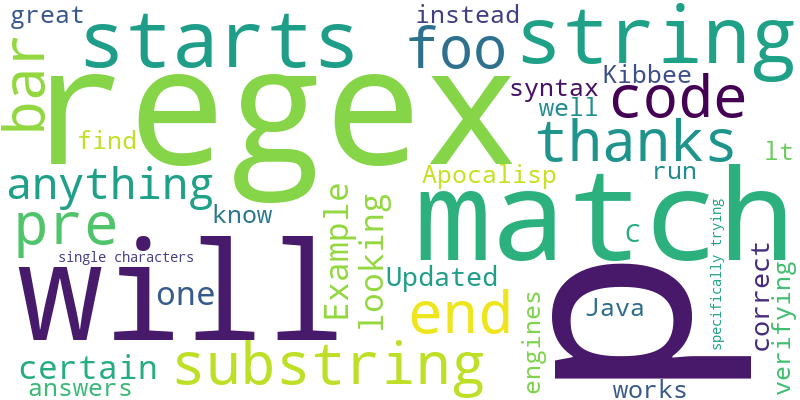 great
starts
instead
foo
string
bar
regex
find
syntax
Kibbee
well
code
thanks
lt
anything
know
Apocalisp
run
pre
match
C
specifically trying
single characters
will
Example
looking
one
Updated
end
p
Java
correct
verifying
certain
substring
engines
answers
works